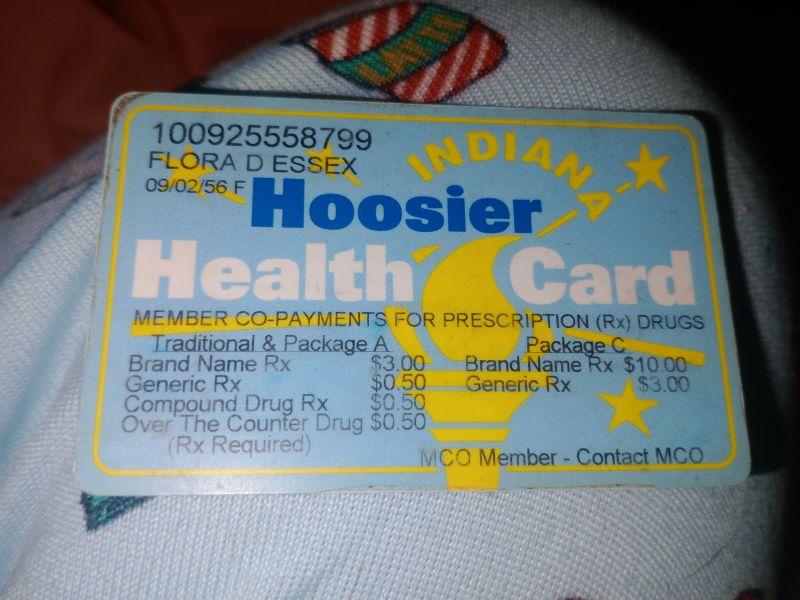 100925558799
FLORA D ESSEX
09/02/56 F
INDIANA
Hoosier
Health Card
MEMBER CO-PAYMENTS FOR PRESCRIPTION (Rx) DRUGS
Traditional & Package A Package C
Brand Name Rx $3.00 Brand Name Rx $10.00
Generic Rx $0.50 Generic Rx $3.00
Compound Drug Rx $0.50
Over The Counter Drug $0.50
(Rx Required)
MCO Member - Contact MCO